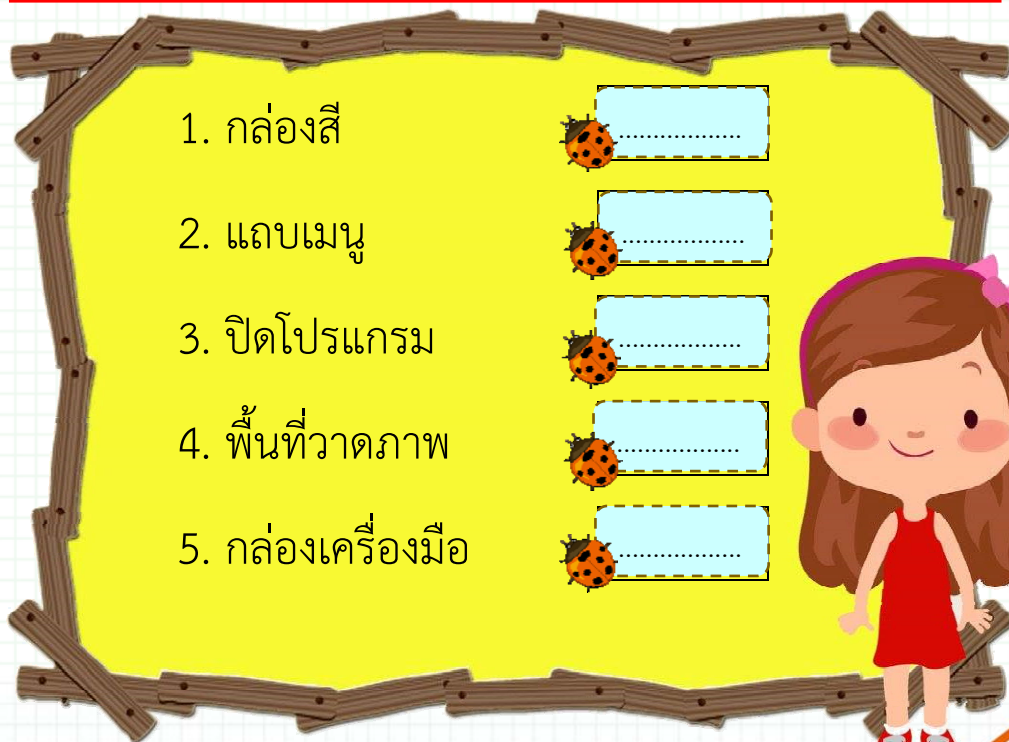 1. กล่องสี ..................
2. แถบเมนู ..................
3. ปิดโปรแกรม ..................
4. พื้นที่วาดภาพ ..................
5. กล่องเครื่องมือ ..................